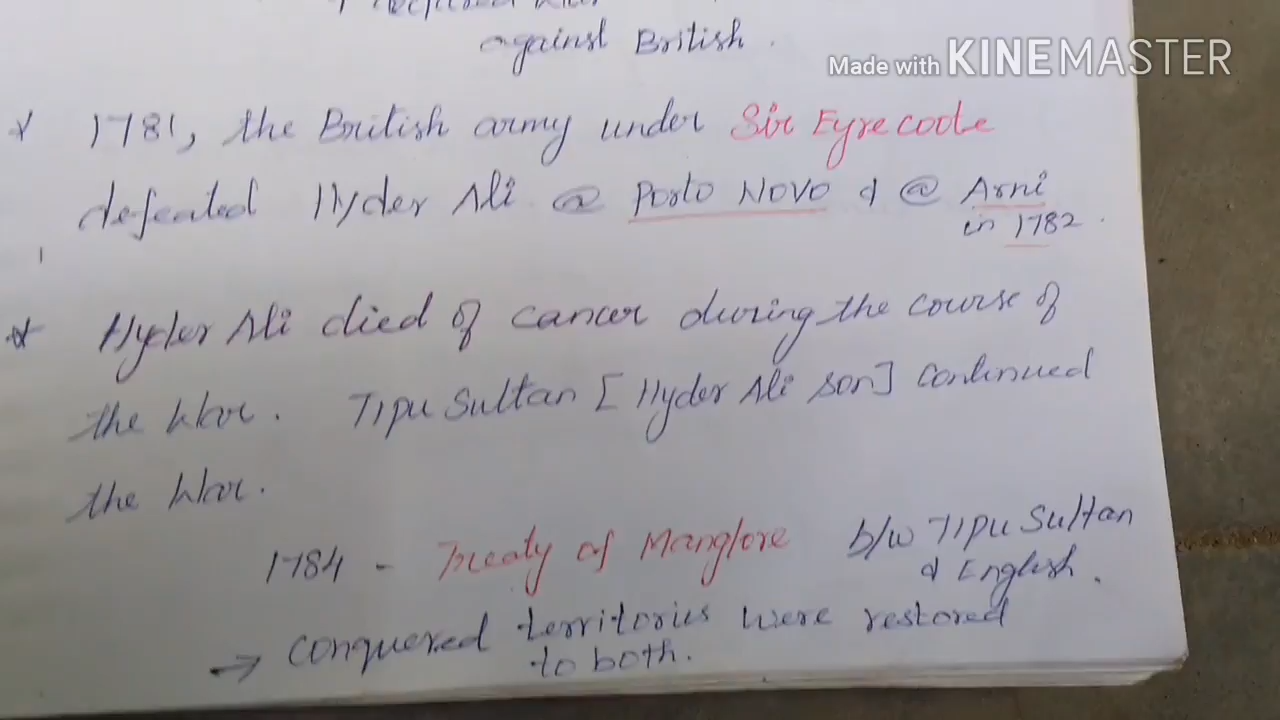 against British.
Made with KINEMASTER
* 1781, the British army under Sir Eyrecoote
defeated Hyder Ali @ Porto Novo & @ Arni
in 1782.
* Hyder Ali died of cancer during the course of
the War. Tipu Sultan [Hyder Ali son] continued
the War.
1784 - Treaty of Manglore b/w Tipu Sultan
& English.
→ conquered territories were restored
to both.